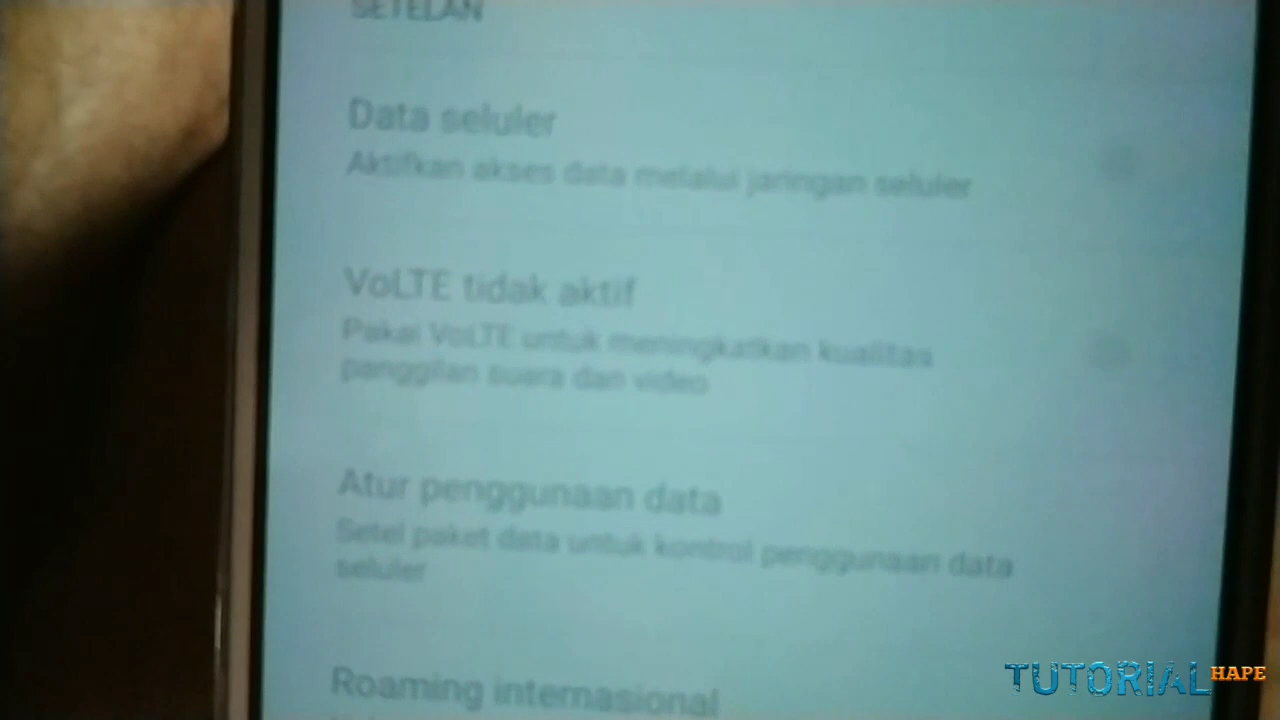 SETELAN
Data seluler
Aktifkan akses data melalui jaringan seluler
VoLTE tidak aktif
Pakai VoLTE untuk meningkatkan kualitas
panggilan suara dan video
Atur penggunaan data
Setel paket data untuk kontrol penggunaan data
seluler
Roaming internasional
TUTORIAL HAPE